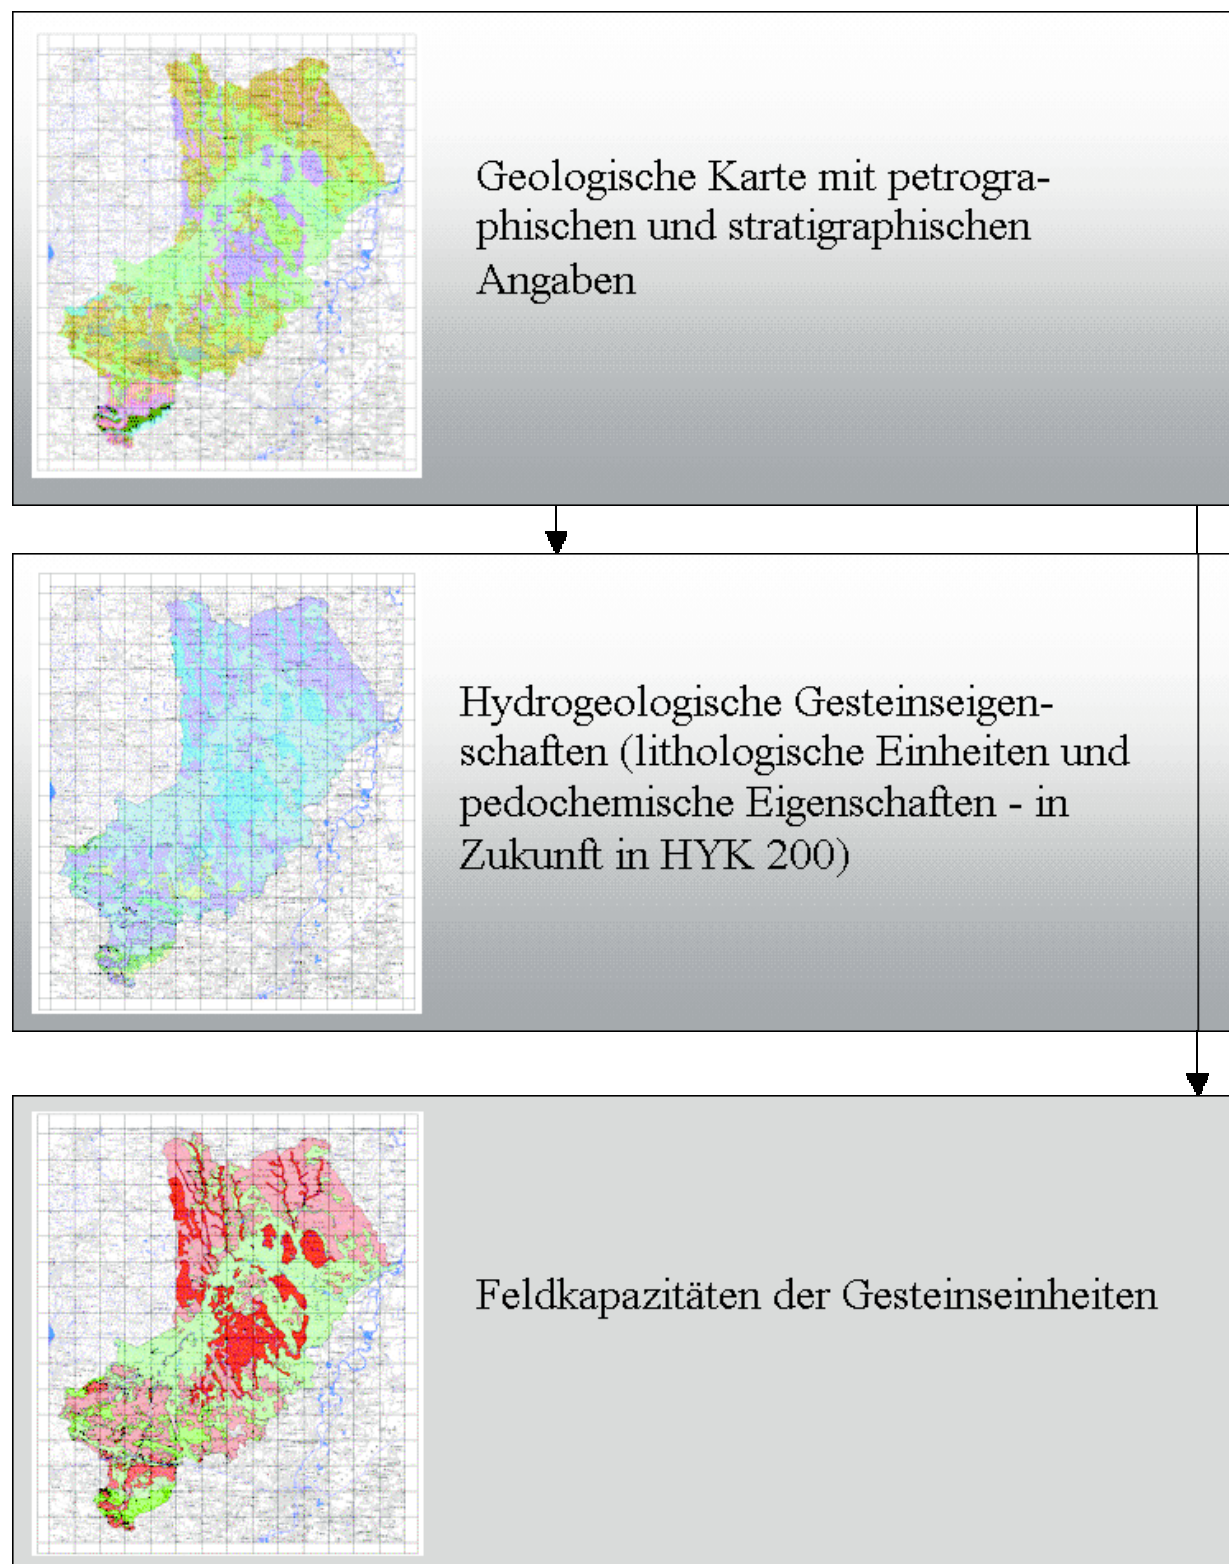 Geologische Karte mit petrogra-
phischen und stratigraphischen
Angaben
Hydrogeologische Gesteinseigen-
schaften (lithologische Einheiten und
pedochemische Eigenschaften - in
Zukunft in HYK 200)
Feldkapazitäten der Gesteinseinheiten